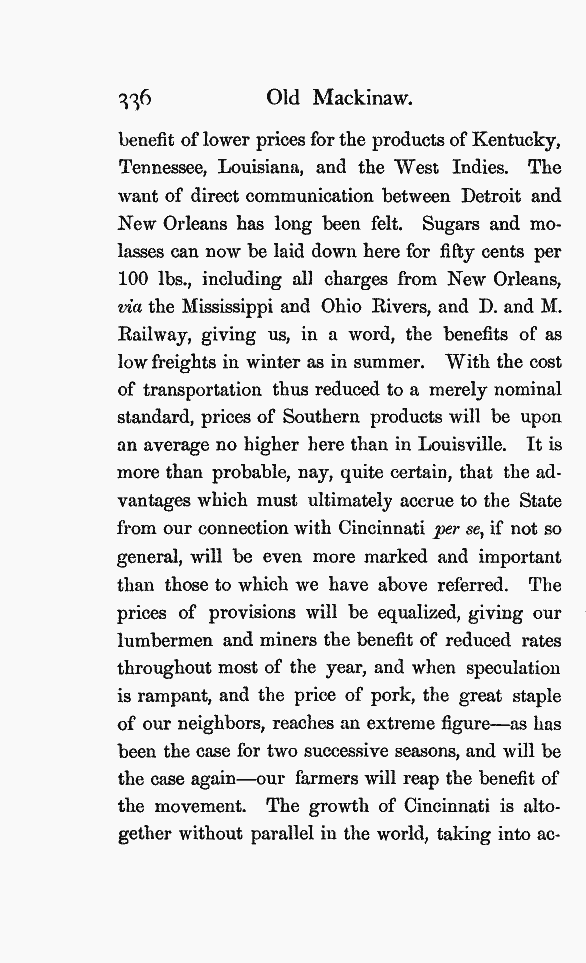 336 Old Mackinaw.
benefit of lower prices for the products of Kentucky,
Tennessee, Louisiana, and the West Indies. The
want of direct communication between Detroit and
New Orleans has long been felt. Sugars and mo-
lasses can now be laid down here for fifty cents per
100 lbs., including all charges from New Orleans,
via the Mississippi and Ohio Rivers, and D. and M.
Railway, giving us, in a word, the benefits of as
low freights in winter as in summer. With the cost
of transportation thus reduced to a merely nominal
standard, prices of Southern products will be upon
an average no higher here than in Louisville. It is
more than probable, nay, quite certain, that the ad-
vantages which must ultimately accrue to the State
from our connection with Cincinnati per se, if not so
general, will be even more marked and important
than those to which we have above referred. The
prices of provisions will be equalized, giving our
lumbermen and miners the benefit of reduced rates
throughout most of the year, and when speculation
is rampant, and the price of pork, the great staple
of our neighbors, reaches an extreme figure—as has
been the case for two successive seasons, and will be
the case again—our farmers will reap the benefit of
the movement. The growth of Cincinnati is alto-
gether without parallel in the world, taking into ac-